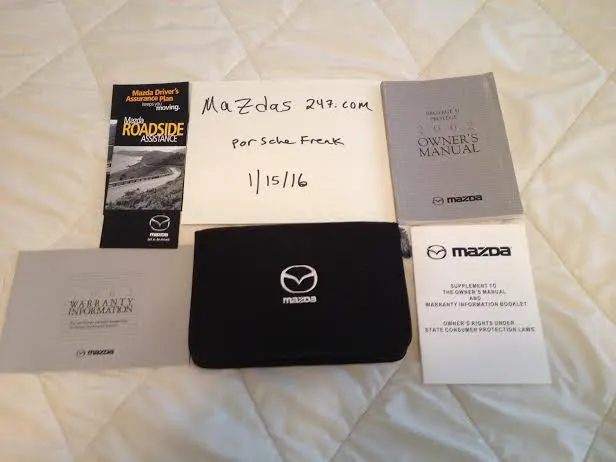 Mazda Driver's
Assurance Plan
keeps you
moving.
Mazda
ROADSIDE
ASSISTANCE
mazda
Mazdas 247.com
porsche Freak
1/15/16
PROTEGÉ 5
PROTEGÉ
2002
OWNER'S
MANUAL
mazda
WARRANTY
INFORMATION
mazda
mazda
mazda
SUPPLEMENT TO
THE OWNER'S MANUAL
AND
WARRANTY INFORMATION BOOKLET
OWNER'S RIGHTS UNDER
STATE CONSUMER PROTECTION LAWS